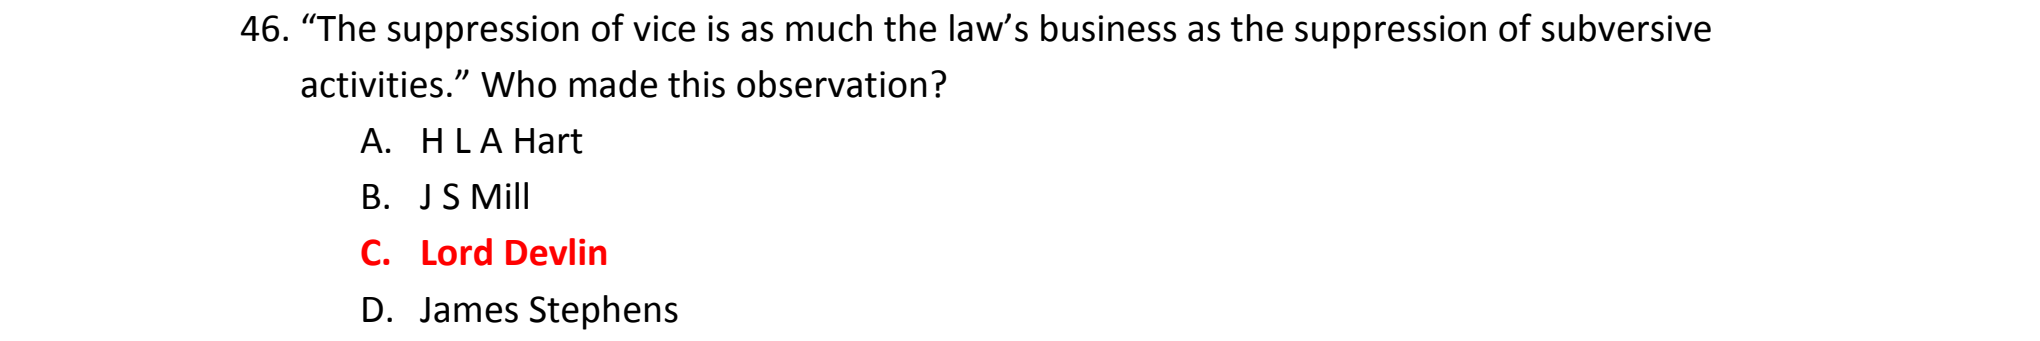 46. “The suppression of vice is as much the law’s business as the suppression of subversive
activities.” Who made this observation?
A. H L A Hart
B. J S Mill
C. Lord Devlin
D. James Stephens